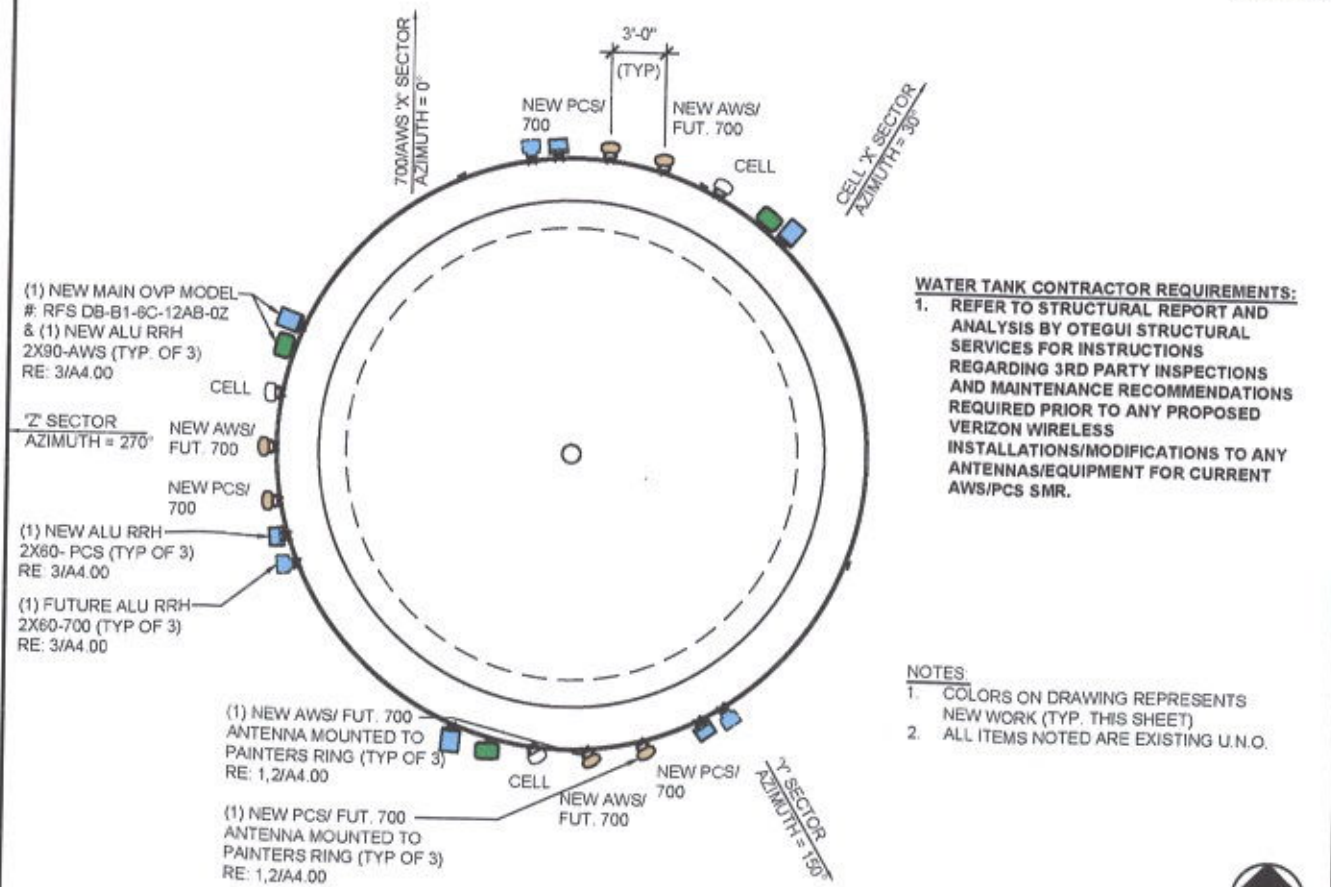 700/AWS 'X' SECTOR
AZIMUTH = 0°
3'-0"
(TYP)
NEW PCS/
700
NEW AWS/
FUT. 700
CELL
CELL 'X' SECTOR
AZIMUTH = 30°
(1) NEW MAIN OVP MODEL
#: RFS DB-B1-6C-12AB-0Z
& (1) NEW ALU RRH
2X90-AWS (TYP. OF 3)
RE: 3/A4.00
CELL
'Z' SECTOR
AZIMUTH = 270°
NEW AWS/
FUT. 700
NEW PCS/
700
(1) NEW ALU RRH
2X60- PCS (TYP OF 3)
RE: 3/A4.00
(1) FUTURE ALU RRH
2X60-700 (TYP OF 3)
RE: 3/A4.00
WATER TANK CONTRACTOR REQUIREMENTS:
1. REFER TO STRUCTURAL REPORT AND
ANALYSIS BY OTEGUI STRUCTURAL
SERVICES FOR INSTRUCTIONS
REGARDING 3RD PARTY INSPECTIONS
AND MAINTENANCE RECOMMENDATIONS
REQUIRED PRIOR TO ANY PROPOSED
VERIZON WIRELESS
INSTALLATIONS/MODIFICATIONS TO ANY
ANTENNAS/EQUIPMENT FOR CURRENT
AWS/PCS SMR.
(1) NEW AWS/ FUT. 700
ANTENNA MOUNTED TO
PAINTERS RING (TYP OF 3)
RE: 1,2/A4.00
CELL
NEW AWS/
FUT. 700
NEW PCS/
700
(1) NEW PCS/ FUT. 700
ANTENNA MOUNTED TO
PAINTERS RING (TYP OF 3)
RE: 1,2/A4.00
'Y' SECTOR
AZIMUTH = 150°
NOTES:
1. COLORS ON DRAWING REPRESENTS
NEW WORK (TYP. THIS SHEET)
2. ALL ITEMS NOTED ARE EXISTING U.N.O.